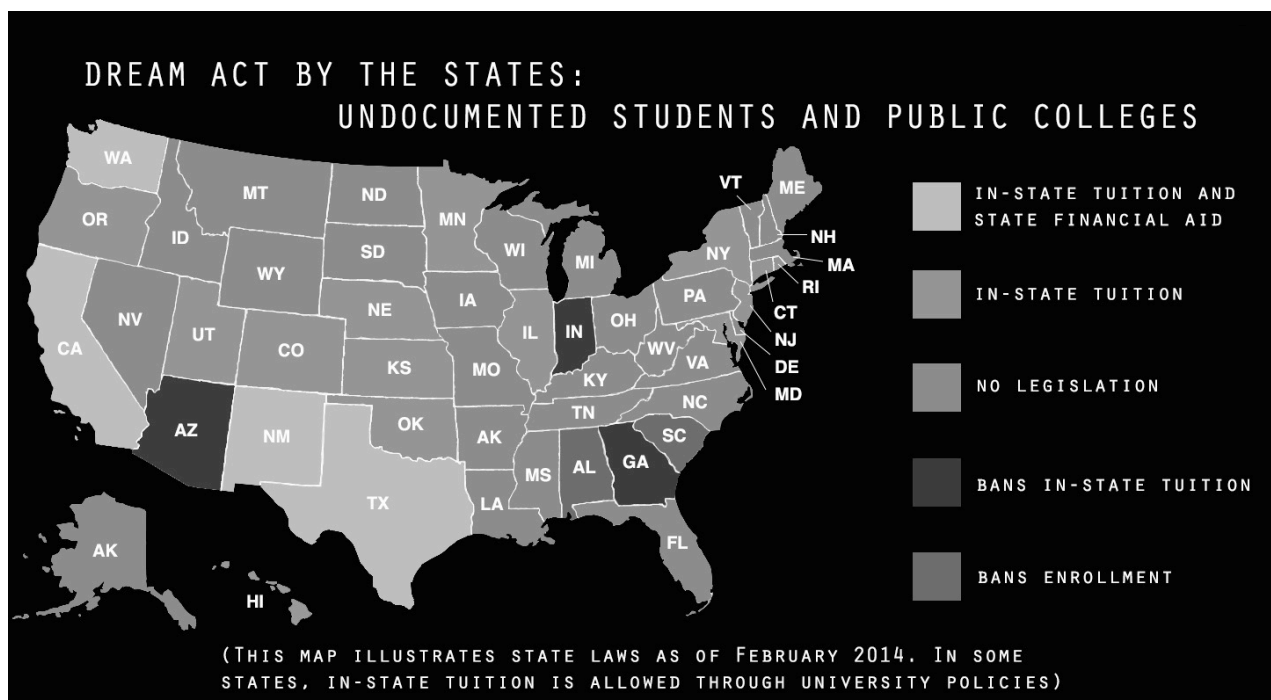 DREAM ACT BY THE STATES:
UNDOCUMENTED STUDENTS AND PUBLIC COLLEGES
WA
MT
ND
MN
VT
ME
OR
ID
WY
SD
WI
MI
NY
NH
MA
RI
CT
NJ
DE
MD
NV
UT
CO
NE
IA
IL
IN
OH
PA
CA
KS
MO
KY
WV
VA
AZ
NM
OK
AK
TN
NC
TX
LA
MS
AL
GA
SC
FL
AK
HI
IN-STATE TUITION AND
STATE FINANCIAL AID
IN-STATE TUITION
NO LEGISLATION
BANS IN-STATE TUITION
BANS ENROLLMENT
(THIS MAP ILLUSTRATES STATE LAWS AS OF FEBRUARY 2014. IN SOME
STATES, IN-STATE TUITION IS ALLOWED THROUGH UNIVERSITY POLICIES)